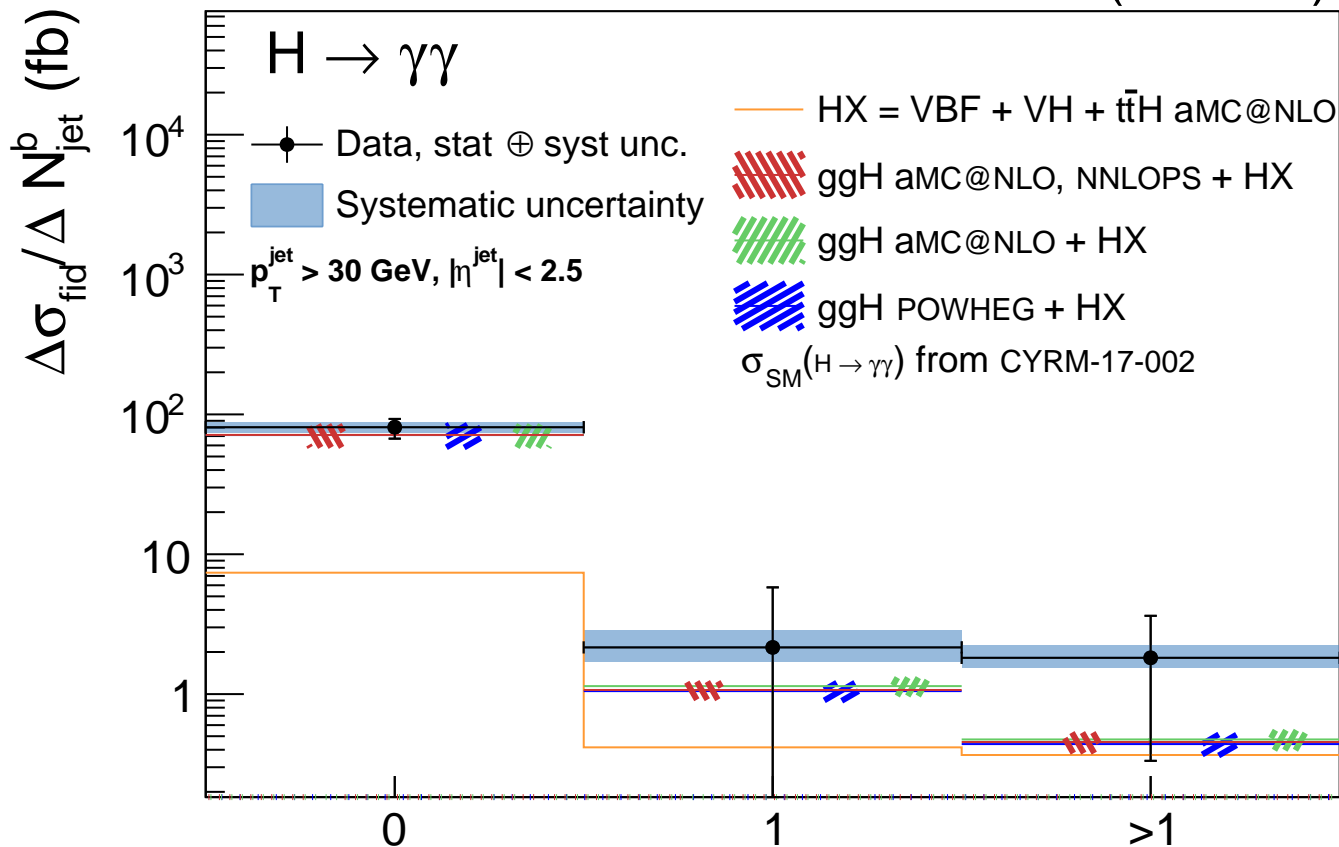 Δσfid/Δ N^b_jet (fb)
H → γγ
Data, stat ⊕ syst unc.
Systematic uncertainty
p_T^jet > 30 GeV, |η^jet| < 2.5
HX = VBF + VH + tt̄H aMC@NLO
ggH aMC@NLO, NNLOPS + HX
ggH aMC@NLO + HX
ggH POWHEG + HX
σ_SM(H → γγ) from CYRM-17-002
10^4
10^3
10^2
10
1
0 1 >1